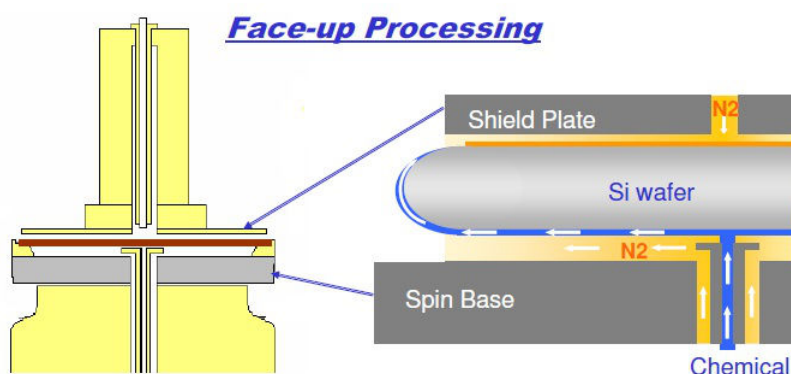 Face-up Processing
N2
Shield Plate
Si wafer
N2
Spin Base
Chemical